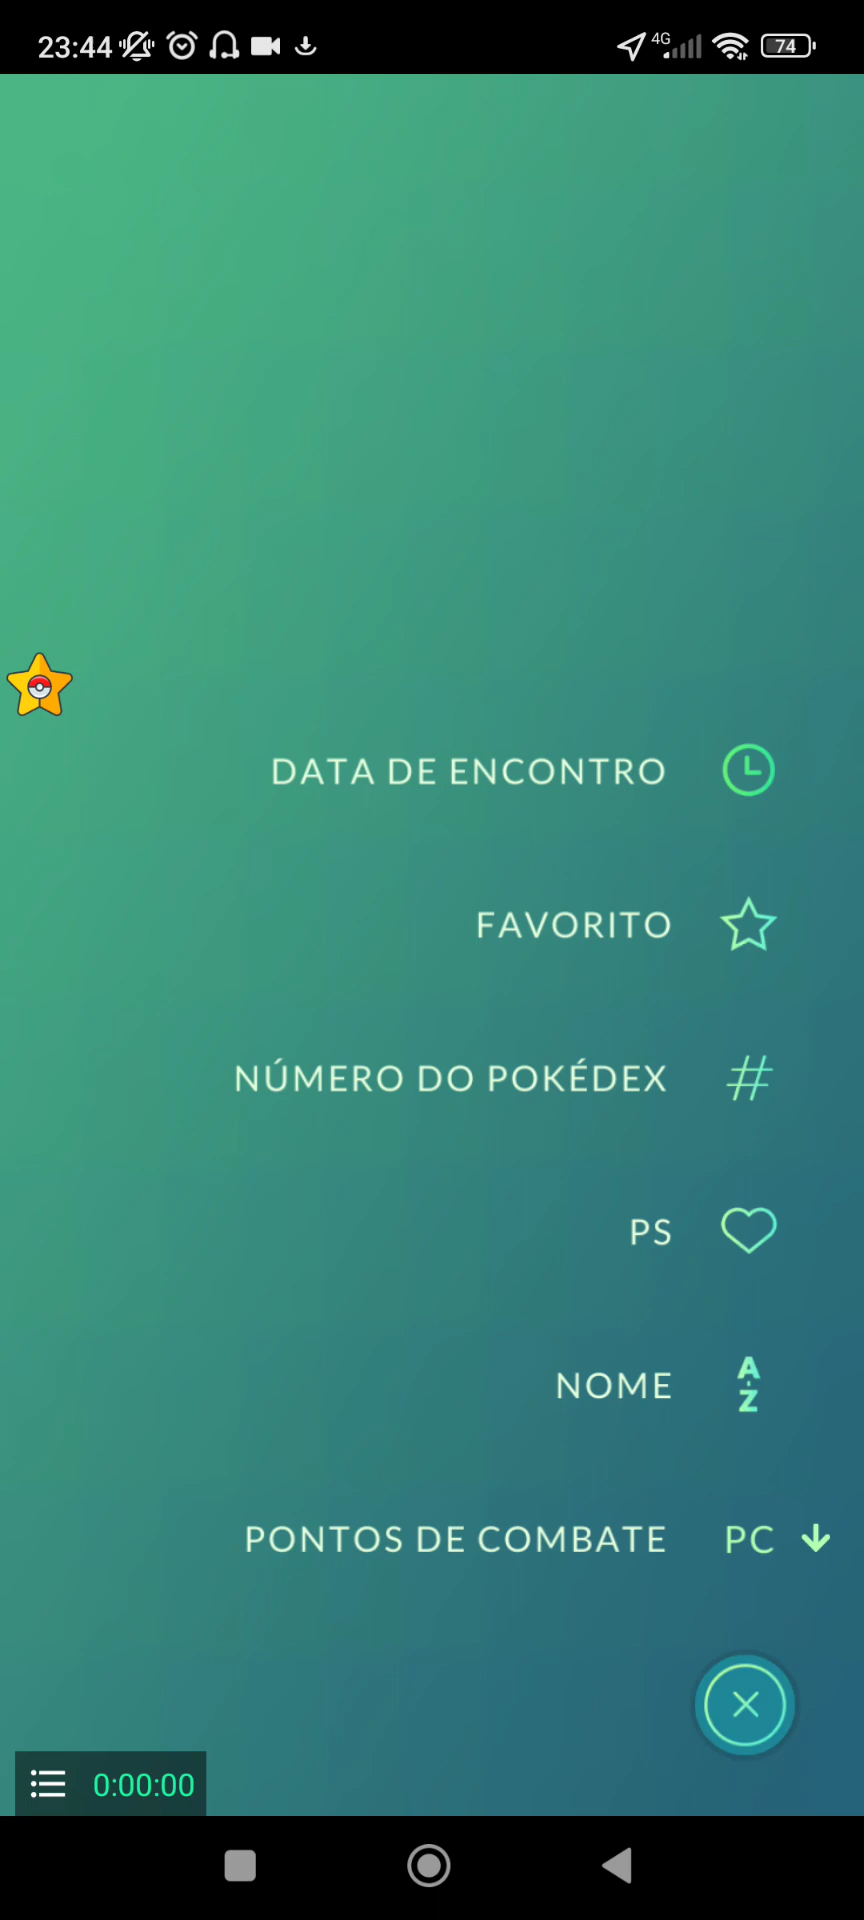 23:44
4G
74
DATA DE ENCONTRO
FAVORITO
NÚMERO DO POKÉDEX
#
PS
NOME
A-Z
PONTOS DE COMBATE PC
0:00:00